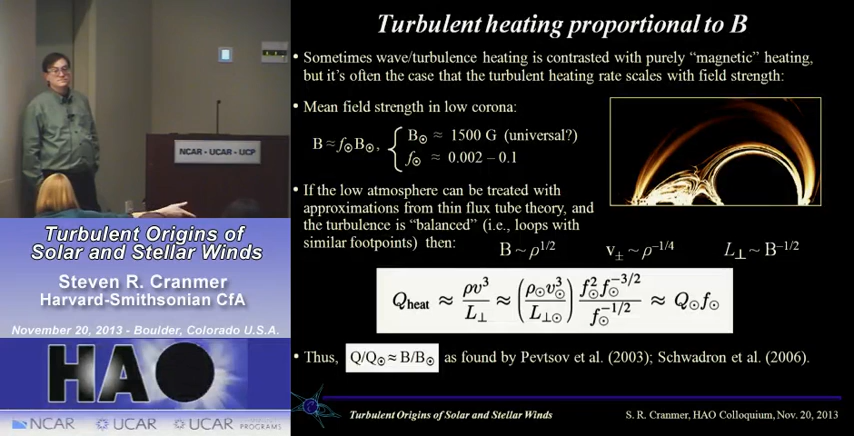 Turbulent heating proportional to B
• Sometimes wave/turbulence heating is contrasted with purely “magnetic” heating,
but it’s often the case that the turbulent heating rate scales with field strength:
• Mean field strength in low corona:
B ≈ f⊙B⊙, { B⊙ ≈ 1500 G (universal?)
f⊙ ≈ 0.002 – 0.1
• If the low atmosphere can be treated with
approximations from thin flux tube theory, and
the turbulence is “balanced” (i.e., loops with
similar footpoints) then:
B ~ ρ^1/2 v± ~ ρ^–1/4 L⊥ ~ B^–1/2
Q_heat ≈ ρv³/L⊥ ≈ (ρ⊙v⊙³/L⊥⊙) f⊙² f⊙^−3/2 / f⊙^−1/2 ≈ Q⊙f⊙
• Thus, Q/Q⊙ ≈ B/B⊙ as found by Pevtsov et al. (2003); Schwadron et al. (2006).
Turbulent Origins of Solar and Stellar Winds
S. R. Cranmer, HAO Colloquium, Nov. 20, 2013
NCAR - UCAR - UCP
Turbulent Origins of
Solar and Stellar Winds
Steven R. Cranmer
Harvard-Smithsonian CfA
November 20, 2013 - Boulder, Colorado U.S.A.
HAO
NCAR
UCAR
UCAR
PROGRAMS